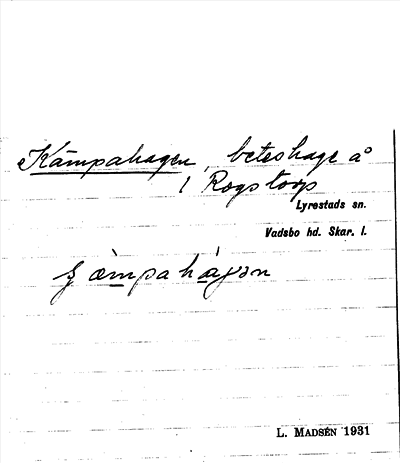 Kämpahagen, beteshage å
1 Rogstorp
Lyrestads sn.
Vadsbo hd. Skar. l.
L. MADSÉN 1931